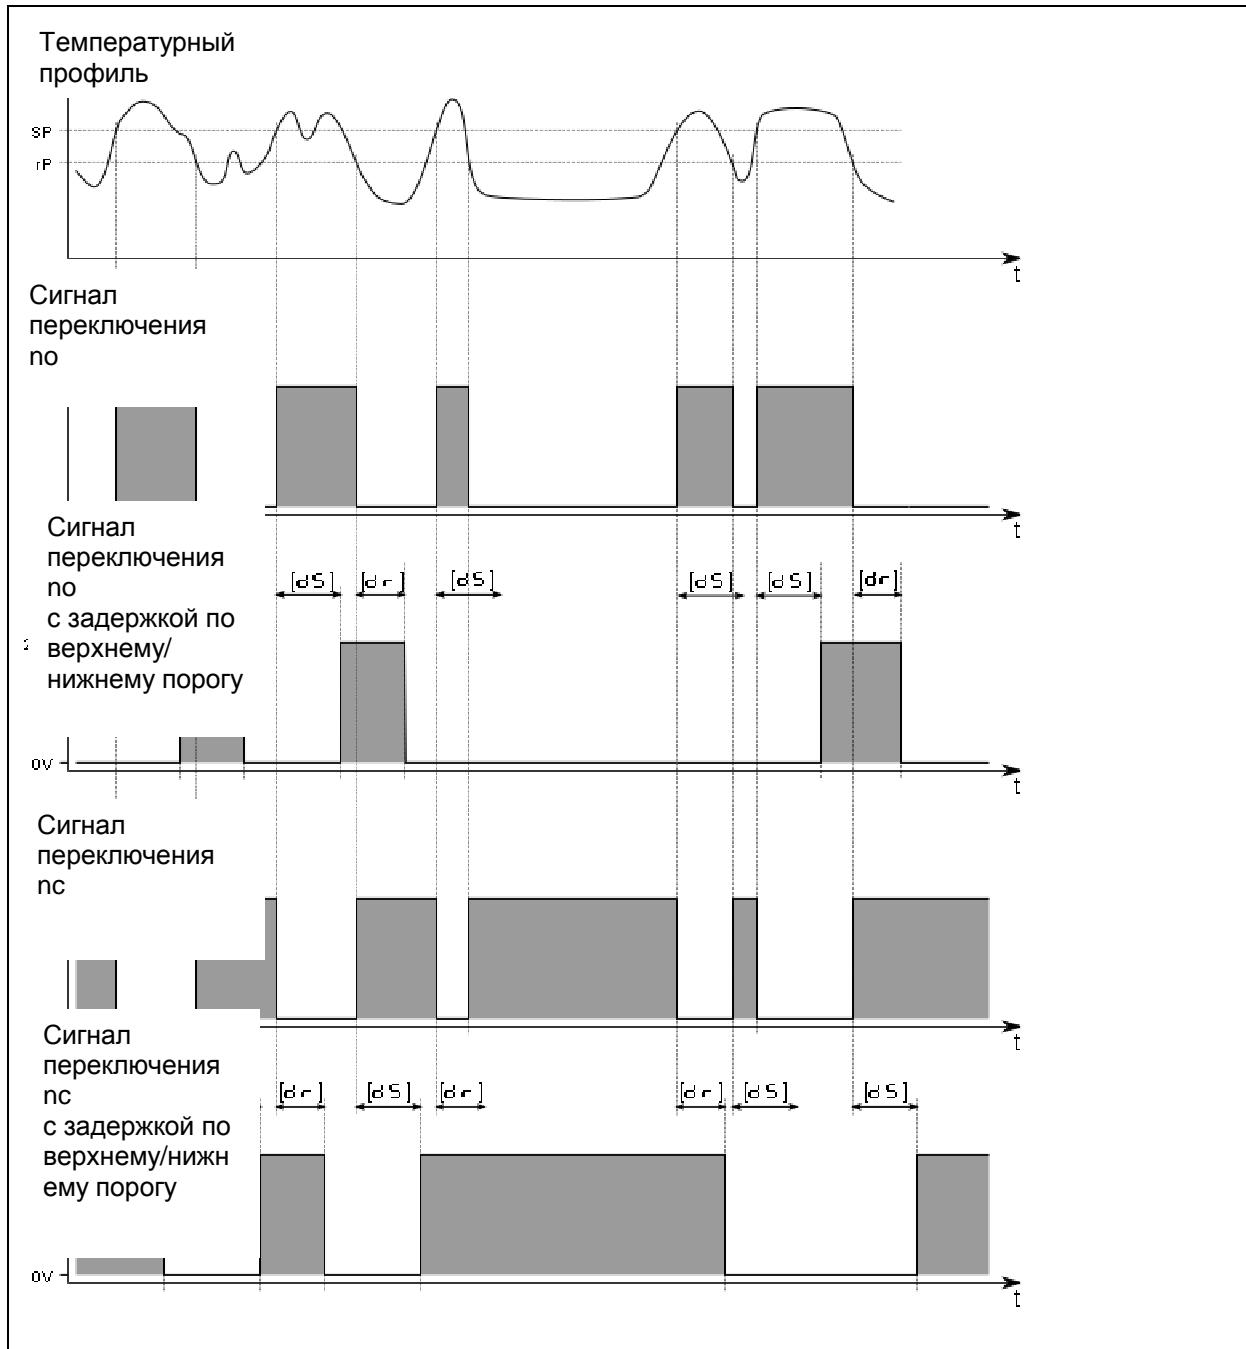 Температурный
профиль
SP
rP
t
Сигнал
переключения
no
t
Сигнал
переключения
no
с задержкой по
верхнему/
нижнему порогу
[dS] [dr] [dS] [dS] [dS] [dr]
0V
t
Сигнал
переключения
nc
t
Сигнал
переключения
nc
с задержкой по
верхнему/нижн
ему порогу
[dr] [dS] [dr] [dr] [dS] [dS]
0V
t